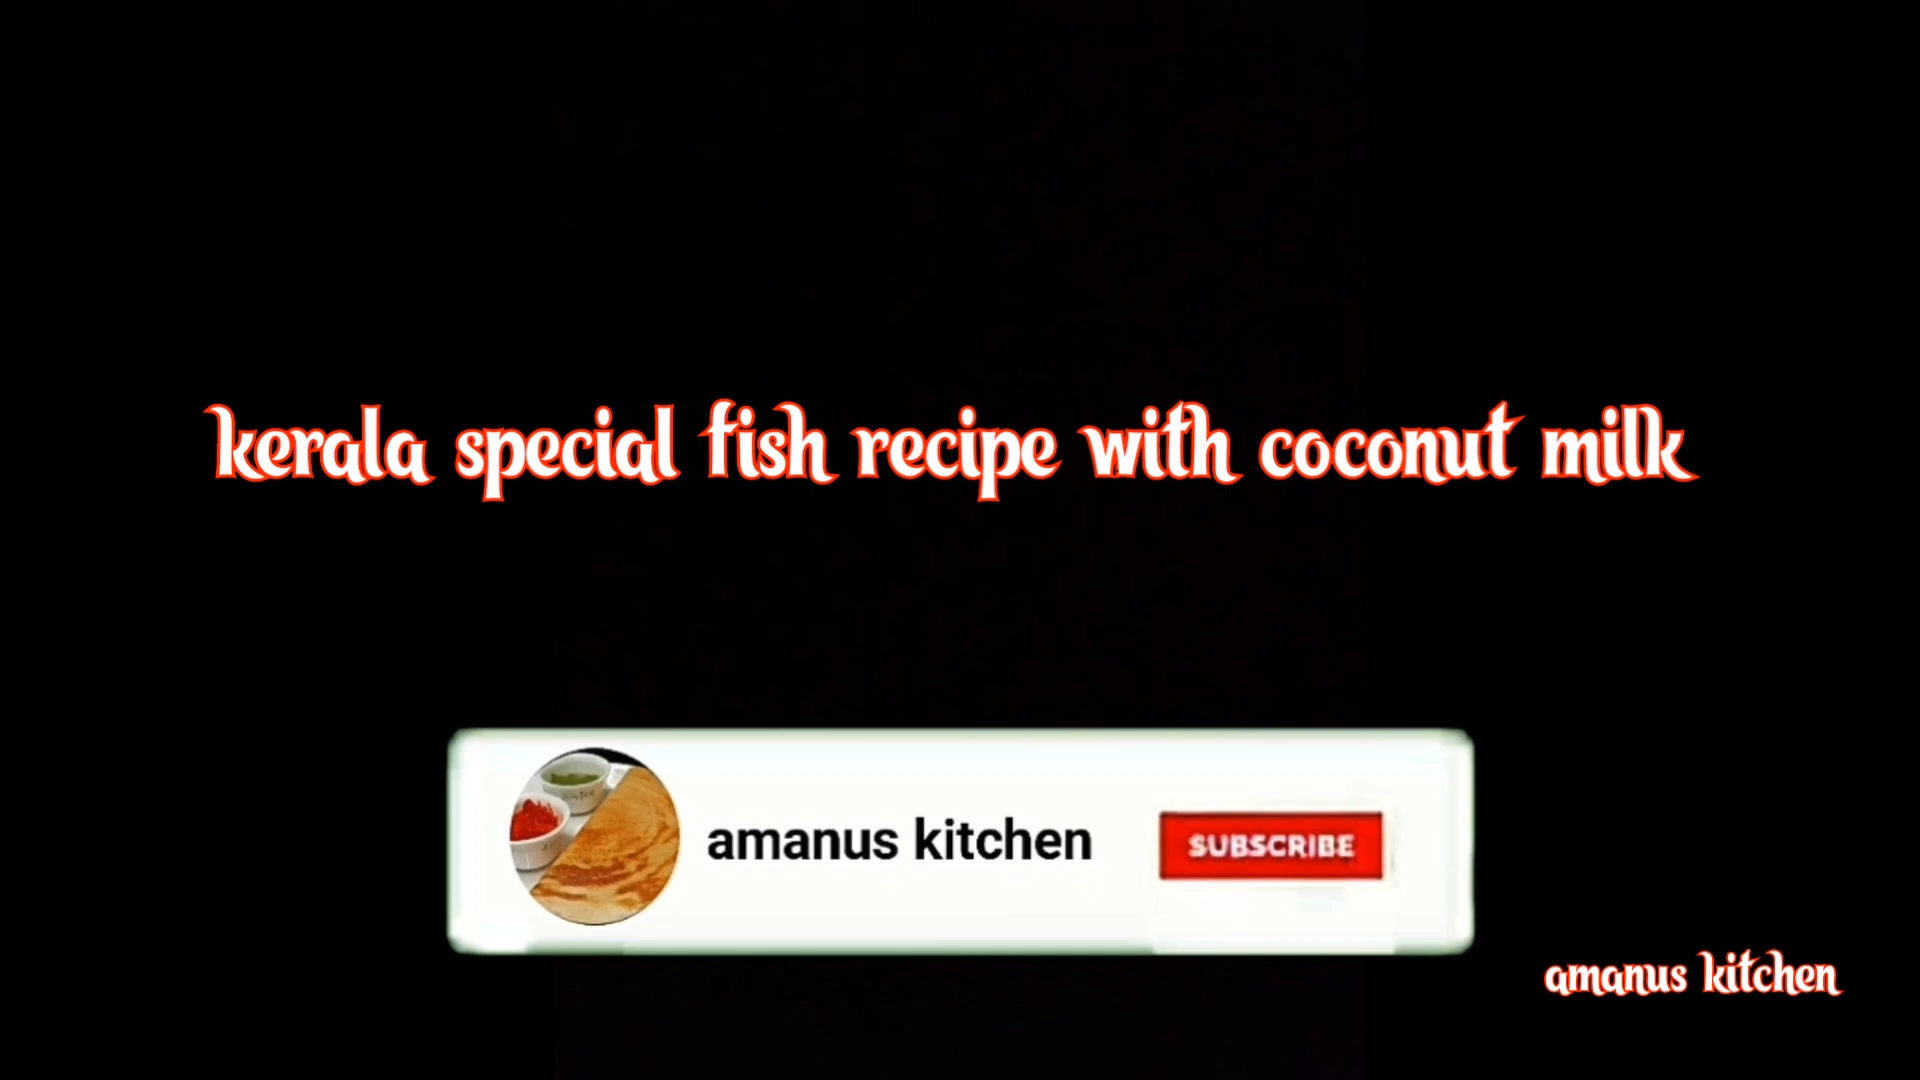 kerala special fish recipe with coconut milk
amanus kitchen
SUBSCRIBE
amanus kitchen